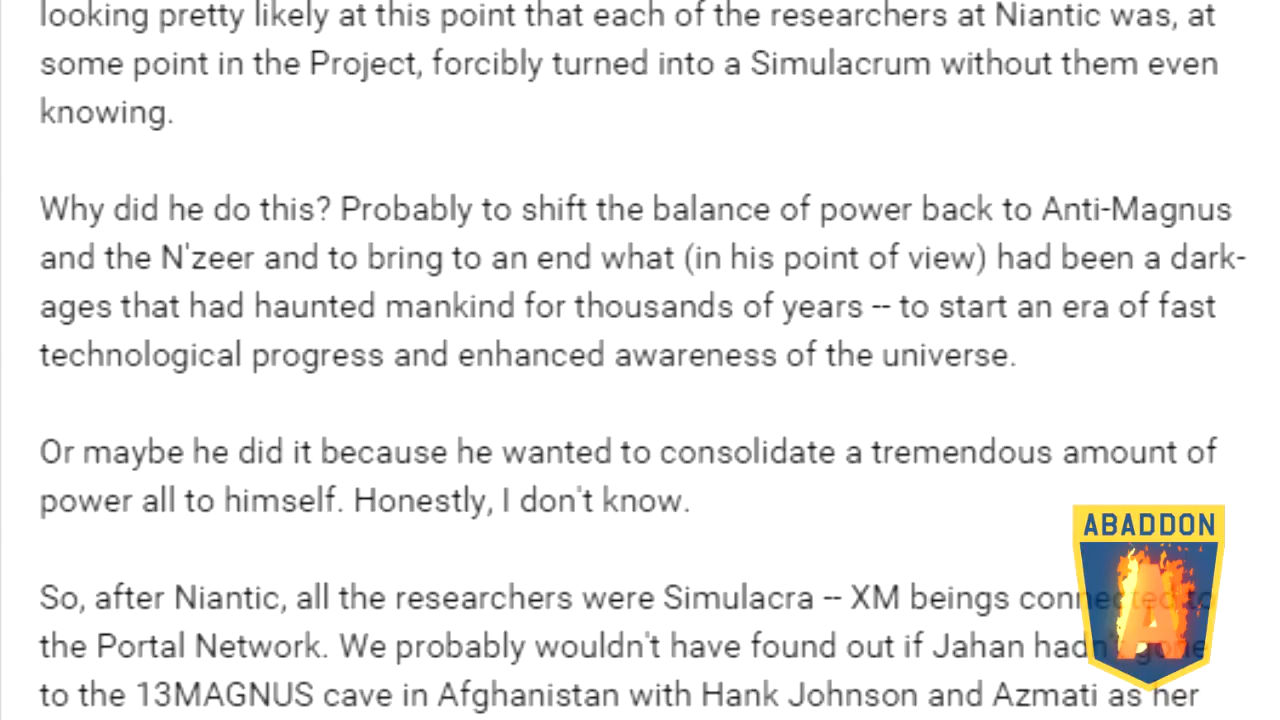 looking pretty likely at this point that each of the researchers at Niantic was, at
some point in the Project, forcibly turned into a Simulacrum without them even
knowing.
Why did he do this? Probably to shift the balance of power back to Anti-Magnus
and the N'zeer and to bring to an end what (in his point of view) had been a dark-
ages that had haunted mankind for thousands of years -- to start an era of fast
technological progress and enhanced awareness of the universe.
Or maybe he did it because he wanted to consolidate a tremendous amount of
power all to himself. Honestly, I don't know.
So, after Niantic, all the researchers were Simulacra -- XM beings connected to
the Portal Network. We probably wouldn't have found out if Jahan hadn't gone
to the 13MAGNUS cave in Afghanistan with Hank Johnson and Azmati as her
ABADDON
A